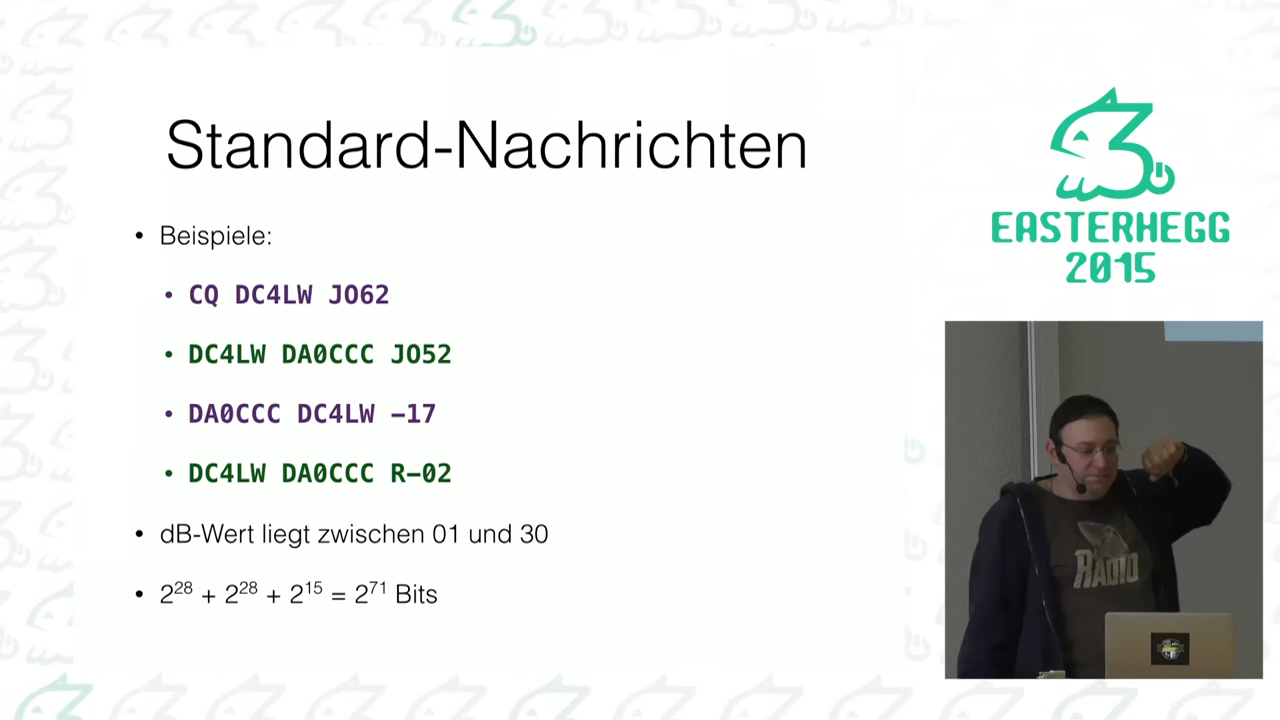 Standard-Nachrichten
• Beispiele:
• CQ DC4LW JO62
• DC4LW DA0CCC JO52
• DA0CCC DC4LW –17
• DC4LW DA0CCC R–02
• dB-Wert liegt zwischen 01 und 30
• 2²⁸ + 2²⁸ + 2¹⁵ = 2⁷¹ Bits
EASTERHEGG
2015
RADIO